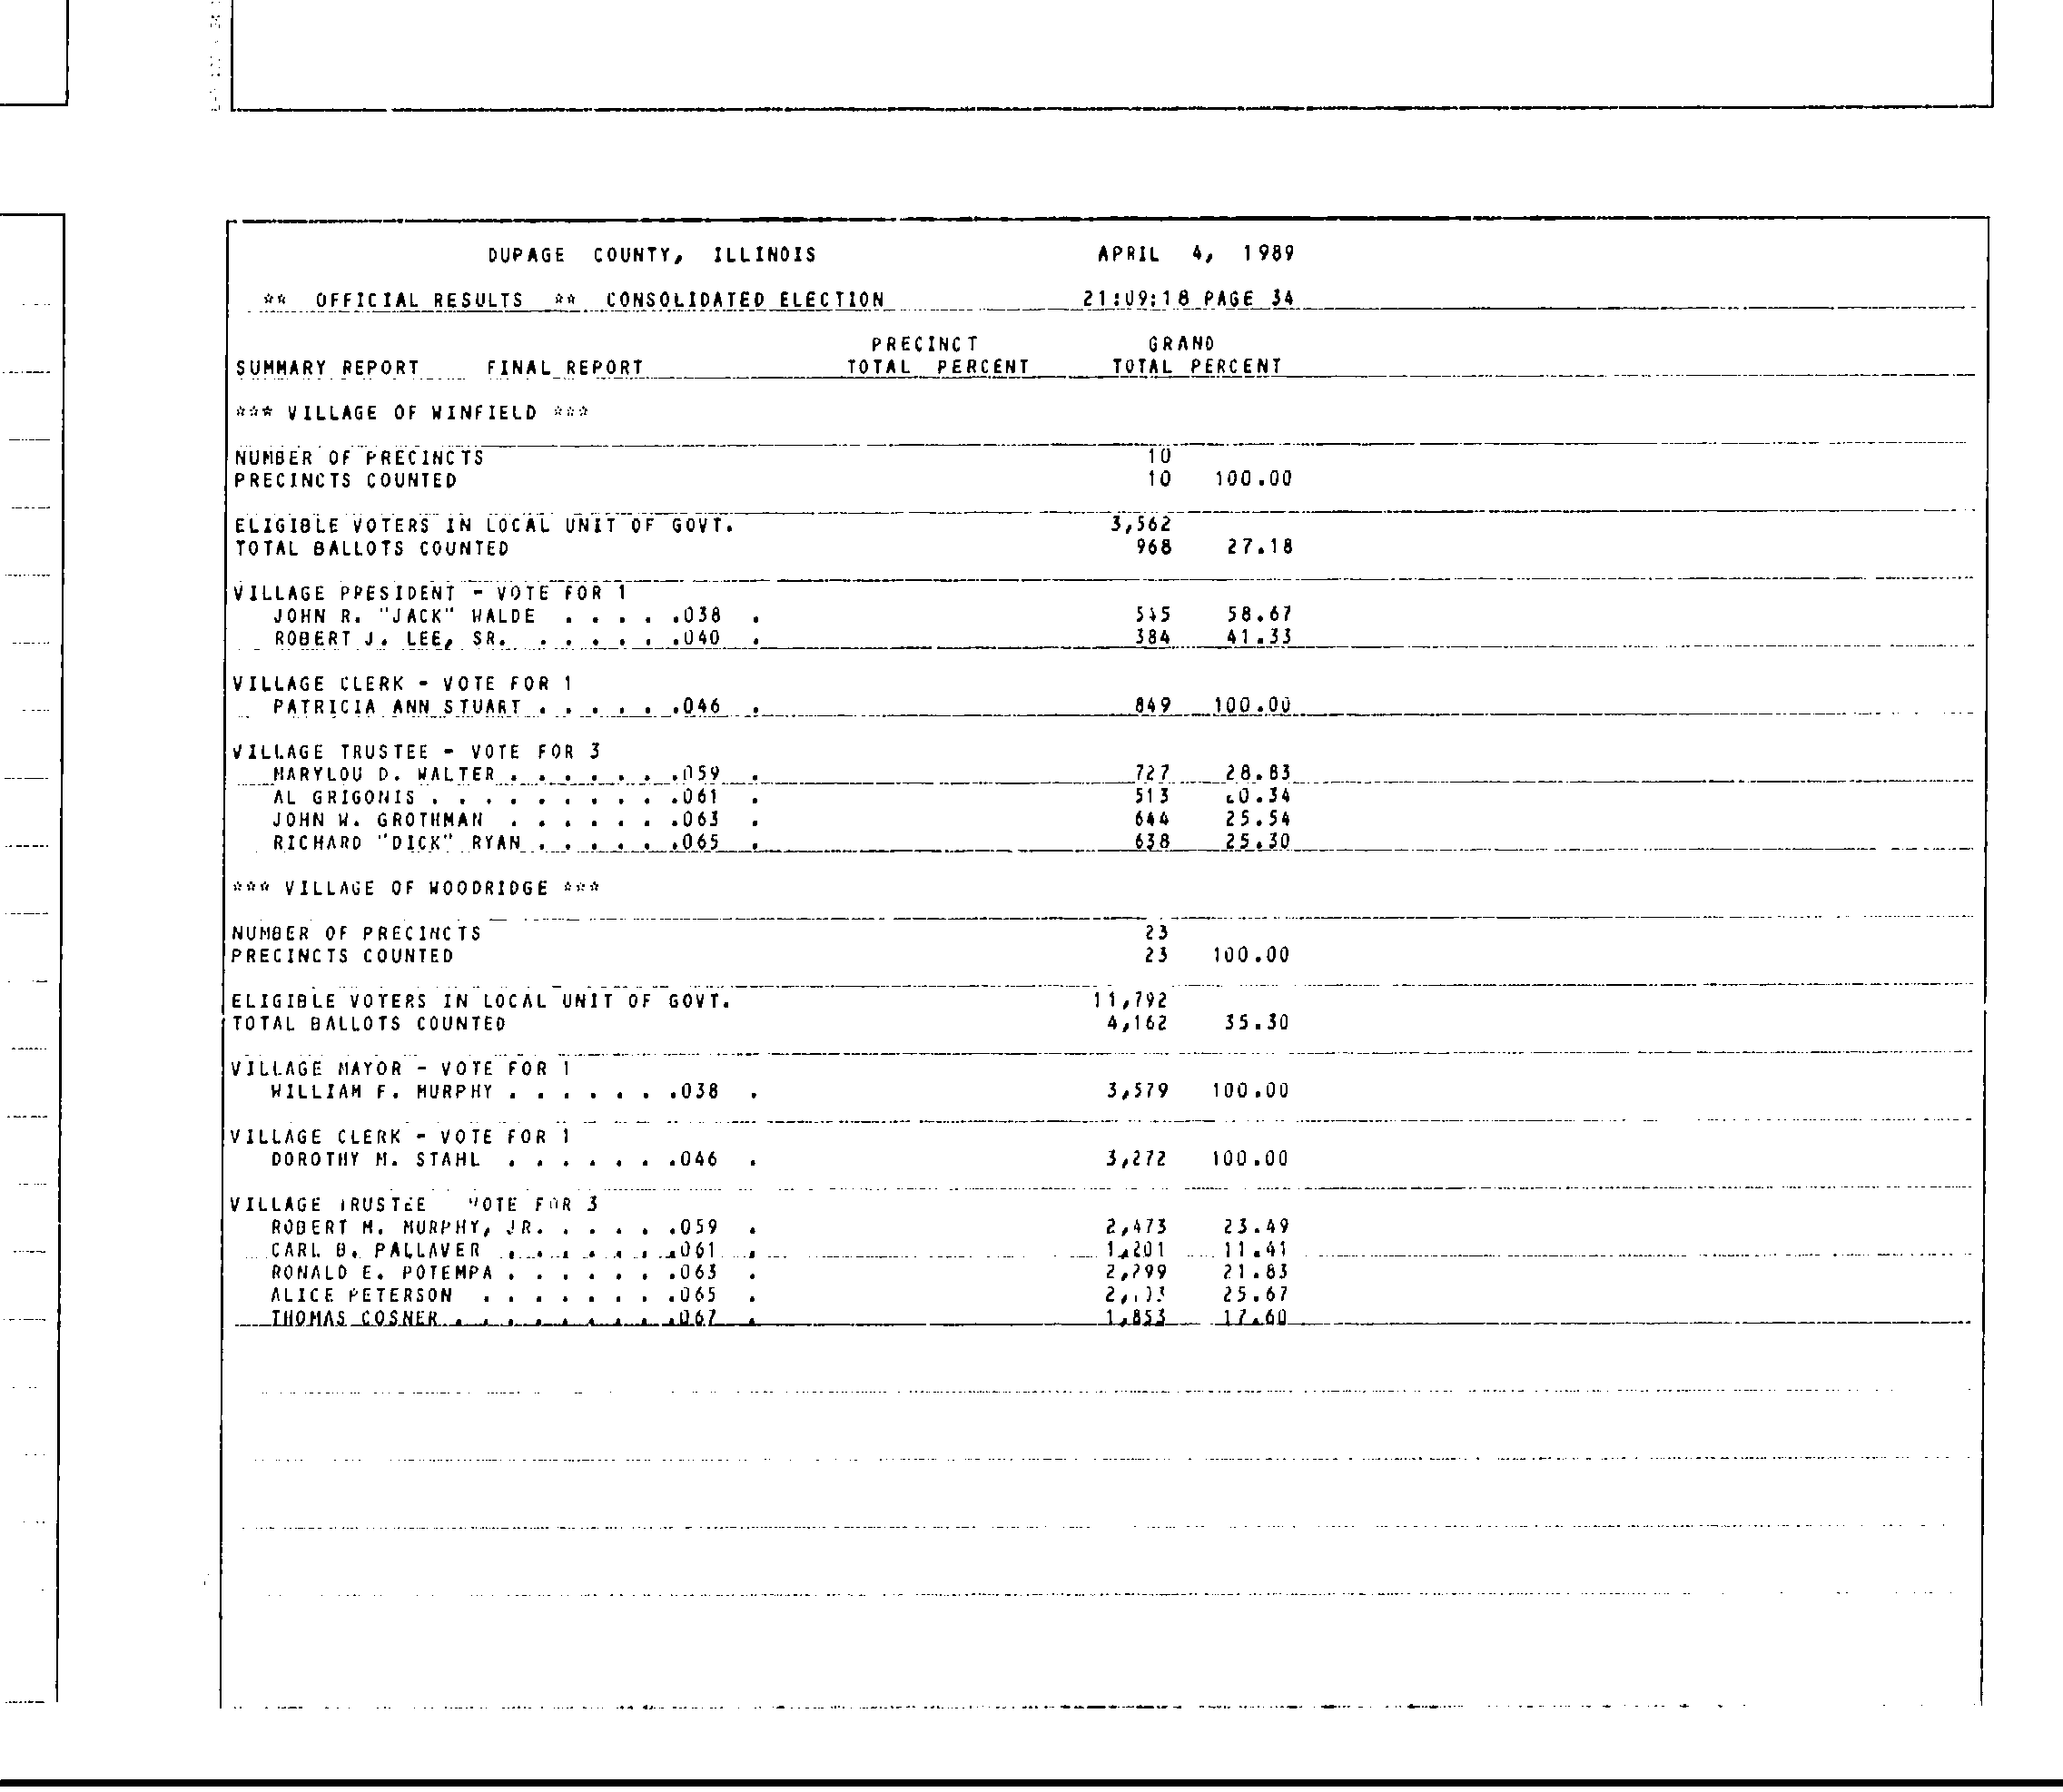 DUPAGE COUNTY, ILLINOIS APRIL 4, 1989
** OFFICIAL RESULTS ** CONSOLIDATED ELECTION 21:09:18 PAGE 34
PRECINCT GRAND
SUMMARY REPORT FINAL REPORT TOTAL PERCENT TOTAL PERCENT
*** VILLAGE OF WINFIELD ***
NUMBER OF PRECINCTS 10
PRECINCTS COUNTED 10 100.00
ELIGIBLE VOTERS IN LOCAL UNIT OF GOVT. 3,562
TOTAL BALLOTS COUNTED 968 27.18
VILLAGE PRESIDENT - VOTE FOR 1
JOHN R. "JACK" WALDE . . . . .038 . 545 58.67
ROBERT J. LEE, SR. . . . . . .040 . 384 41.33
VILLAGE CLERK - VOTE FOR 1
PATRICIA ANN STUART . . . . . .046 . 849 100.00
VILLAGE TRUSTEE - VOTE FOR 3
MARYLOU D. WALTER . . . . . . .059 . 727 28.83
AL GRIGONIS . . . . . . . . . .061 . 513 20.34
JOHN W. GROTHMAN . . . . . . .063 . 644 25.54
RICHARD "DICK" RYAN . . . . . .065 . 638 25.30
*** VILLAGE OF WOODRIDGE ***
NUMBER OF PRECINCTS 23
PRECINCTS COUNTED 23 100.00
ELIGIBLE VOTERS IN LOCAL UNIT OF GOVT. 11,792
TOTAL BALLOTS COUNTED 4,162 35.30
VILLAGE MAYOR - VOTE FOR 1
WILLIAM F. MURPHY . . . . . . .038 . 3,579 100.00
VILLAGE CLERK - VOTE FOR 1
DOROTHY M. STAHL . . . . . . .046 . 3,272 100.00
VILLAGE TRUSTEE VOTE FOR 3
ROBERT M. MURPHY, JR. . . . . .059 . 2,473 23.49
CARL B. PALLAVER . . . . . . .061 . 1,201 11.41
RONALD E. POTEMPA . . . . . . .063 . 2,299 21.83
ALICE PETERSON . . . . . . . .065 . 25.67
THOMAS COSNER . . . . . . . . .067 . 1,853 17.60